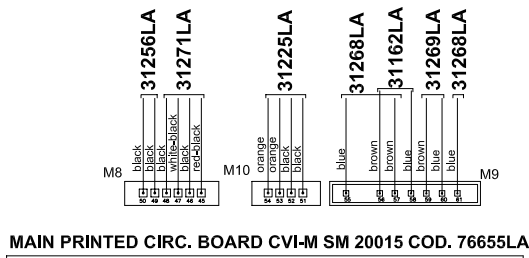 31256LA
31271LA
31225LA
31268LA
31162LA
31269LA
31268LA
black
black
black
white-black
black
red-black
orange
orange
black
black
blue
brown
brown
blue
brown
blue
blue
M8
M10
M9
50 49 46 47 48 45
54 53 52 51
55 56 57 58 59 60 61
MAIN PRINTED CIRC. BOARD CVI-M SM 20015 COD. 76655LA